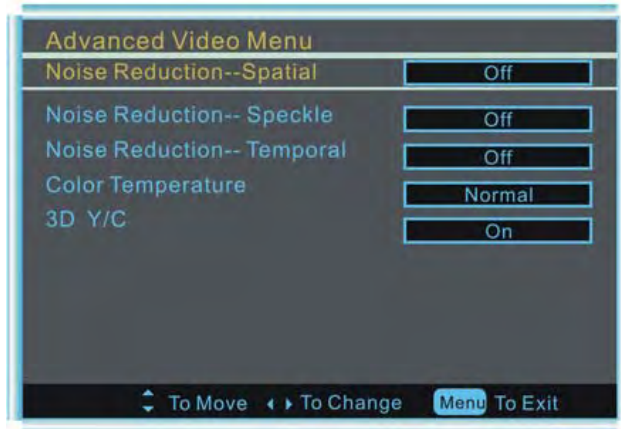 Advanced Video Menu
Noise Reduction--Spatial Off
Noise Reduction-- Speckle Off
Noise Reduction-- Temporal Off
Color Temperature Normal
3D Y/C On
To Move To Change Menu To Exit